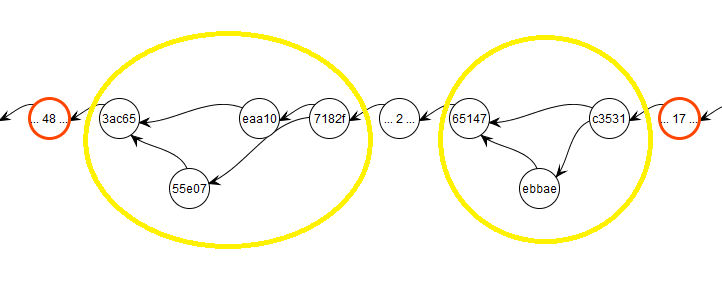 ... 48 ...
3ac65
eaa10
7182f
... 2 ...
65147
c3531
... 17 ...
55e07
ebbae